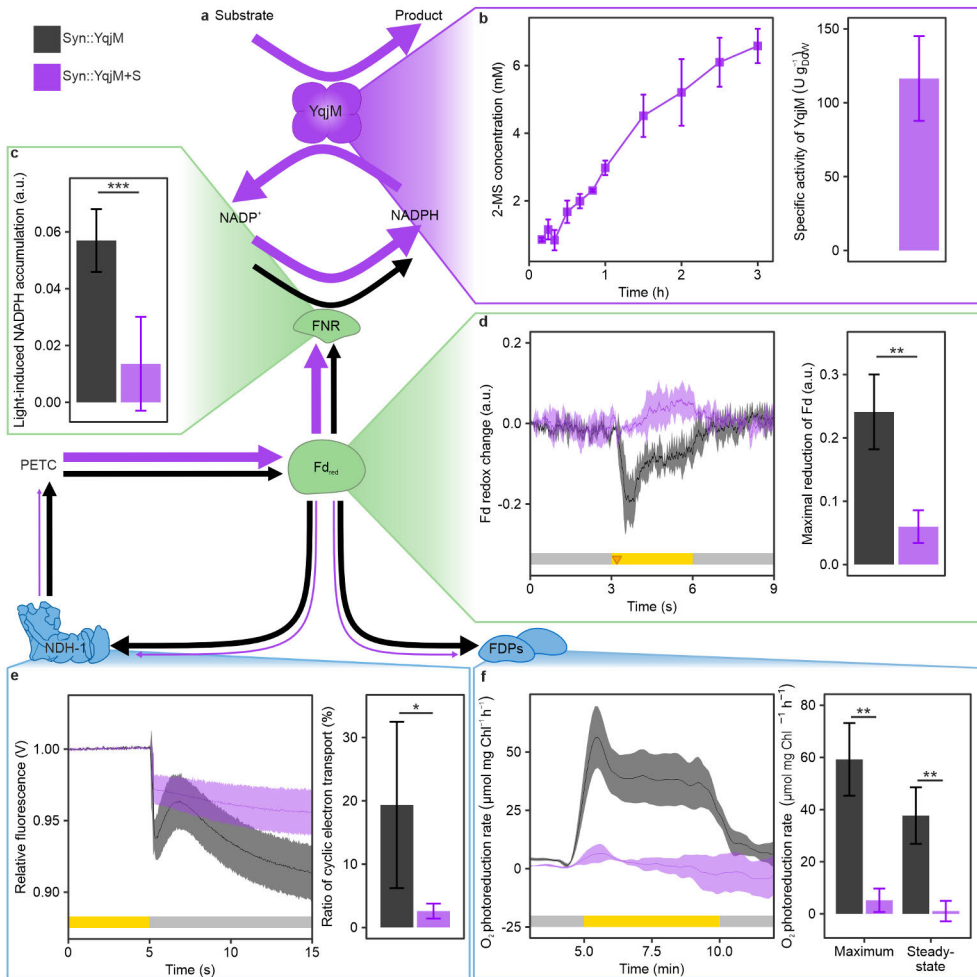 Syn::YqjM
Syn::YqjM+S
a
Substrate
Product
YqjM
NADP⁺
NADPH
FNR
Fd_red
PETC
NDH-1
FDPs
b
2-MS concentration (mM)
6
4
2
0
1
2
3
Time (h)
Specific activity of YqjM (U g⁻¹_DdW)
150
100
50
0
c
Light-induced NADPH accumulation (a.u.)
0.06
0.04
0.02
0.00
***
d
Fd redox change (a.u.)
0.2
0.0
-0.2
0
3
6
9
Time (s)
Maximal reduction of Fd (a.u.)
0.3
0.2
0.1
0.0
**
e
Relative fluorescence (V)
1.00
0.95
0.90
0
5
10
15
Time (s)
Ratio of cyclic electron transport (%)
30
20
10
0
*
f
O₂ photoreduction rate (µmol mg Chl⁻¹ h⁻¹)
50
25
0
-25
5.0
7.5
10.0
Time (min)
O₂ photoreduction rate (µmol mg Chl⁻¹ h⁻¹)
80
60
40
20
0
**
**
Maximum
Steady-
state